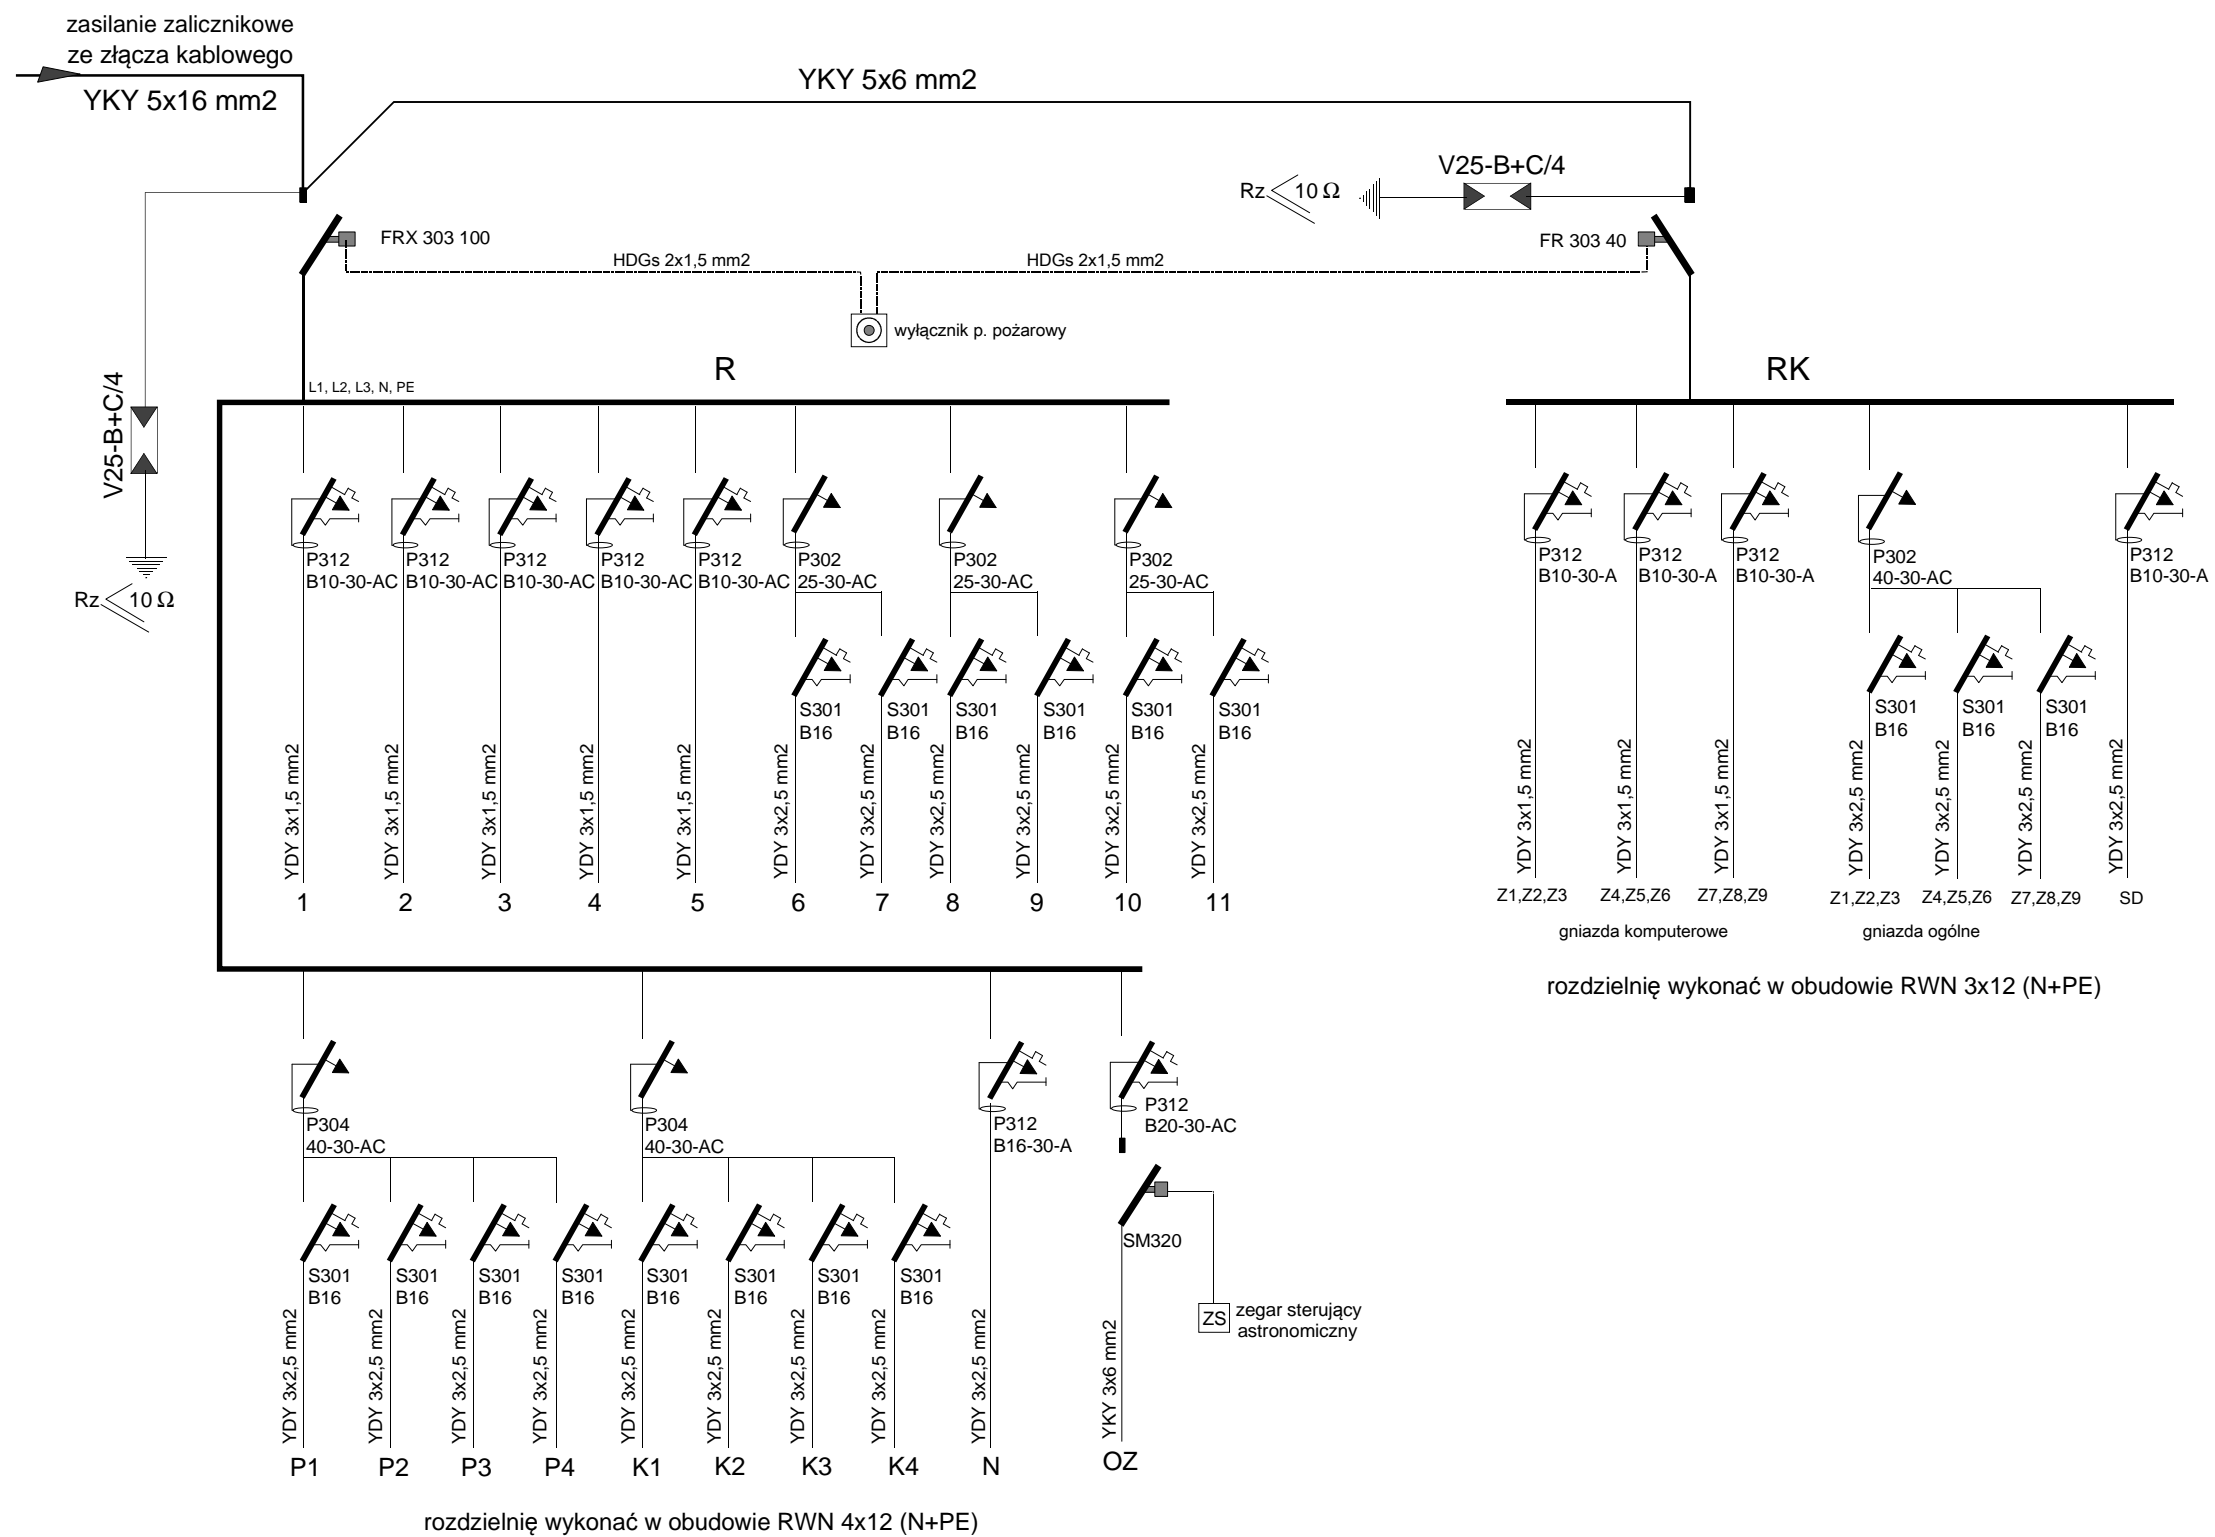 zasilanie zalicznikowe
ze złącza kablowego
YKY 5x16 mm2
YKY 5x6 mm2
V25-B+C/4
Rz < 10 Ω
FRX 303 100
FR 303 40
HDGs 2x1,5 mm2
HDGs 2x1,5 mm2
wyłącznik p. pożarowy
R
RK
L1, L2, L3, N, PE
V25-B+C/4
Rz < 10 Ω
P312
B10-30-AC
P312
B10-30-AC
P312
B10-30-AC
P312
B10-30-AC
P312
B10-30-AC
P302
25-30-AC
P302
25-30-AC
P302
25-30-AC
S301
B16
S301
B16
S301
B16
S301
B16
S301
B16
S301
B16
YDY 3x1,5 mm2
YDY 3x1,5 mm2
YDY 3x1,5 mm2
YDY 3x1,5 mm2
YDY 3x1,5 mm2
YDY 3x2,5 mm2
YDY 3x2,5 mm2
YDY 3x2,5 mm2
YDY 3x2,5 mm2
YDY 3x2,5 mm2
YDY 3x2,5 mm2
1 2 3 4 5 6 7 8 9 10 11
P312
B10-30-A
P312
B10-30-A
P312
B10-30-A
P302
40-30-AC
P312
B10-30-A
S301
B16
S301
B16
S301
B16
YDY 3x1,5 mm2
YDY 3x1,5 mm2
YDY 3x1,5 mm2
YDY 3x2,5 mm2
YDY 3x2,5 mm2
YDY 3x2,5 mm2
YDY 3x2,5 mm2
Z1,Z2,Z3 Z4,Z5,Z6 Z7,Z8,Z9 Z1,Z2,Z3 Z4,Z5,Z6 Z7,Z8,Z9 SD
gniazda komputerowe
gniazda ogólne
rozdzielnię wykonać w obudowie RWN 3x12 (N+PE)
P304
40-30-AC
P304
40-30-AC
P312
B16-30-A
P312
B20-30-AC
SM320
ZS
zegar sterujący
astronomiczny
S301
B16
S301
B16
S301
B16
S301
B16
S301
B16
S301
B16
S301
B16
S301
B16
YDY 3x2,5 mm2
YDY 3x2,5 mm2
YDY 3x2,5 mm2
YDY 3x2,5 mm2
YDY 3x2,5 mm2
YDY 3x2,5 mm2
YDY 3x2,5 mm2
YDY 3x2,5 mm2
YDY 3x2,5 mm2
YKY 3x6 mm2
P1 P2 P3 P4 K1 K2 K3 K4 N OZ
rozdzielnię wykonać w obudowie RWN 4x12 (N+PE)